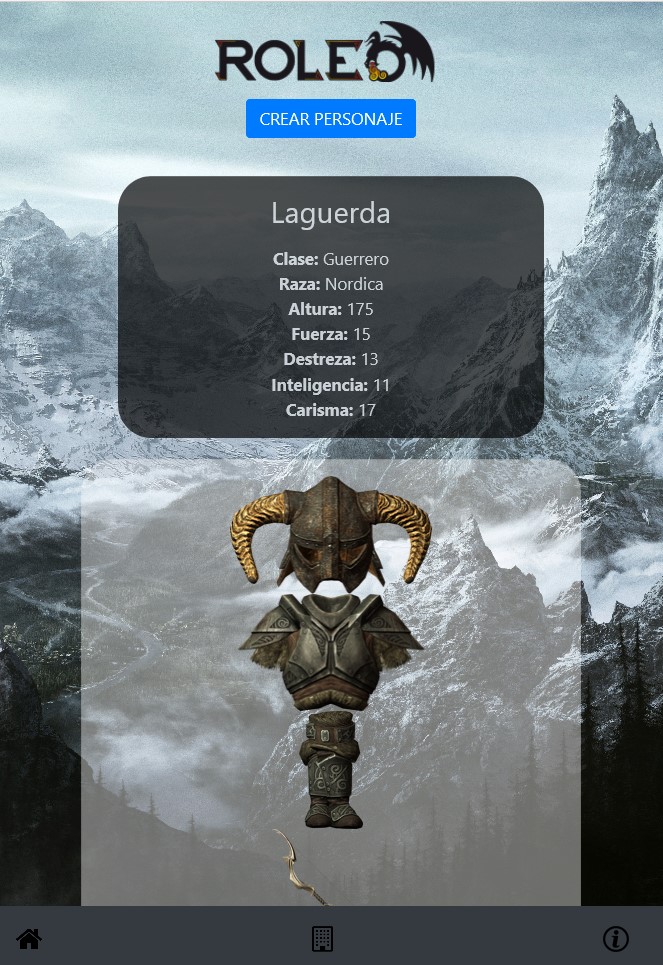 ROLEO
CREAR PERSONAJE
Laguerda
Clase: Guerrero
Raza: Nordica
Altura: 175
Fuerza: 15
Destreza: 13
Inteligencia: 11
Carisma: 17